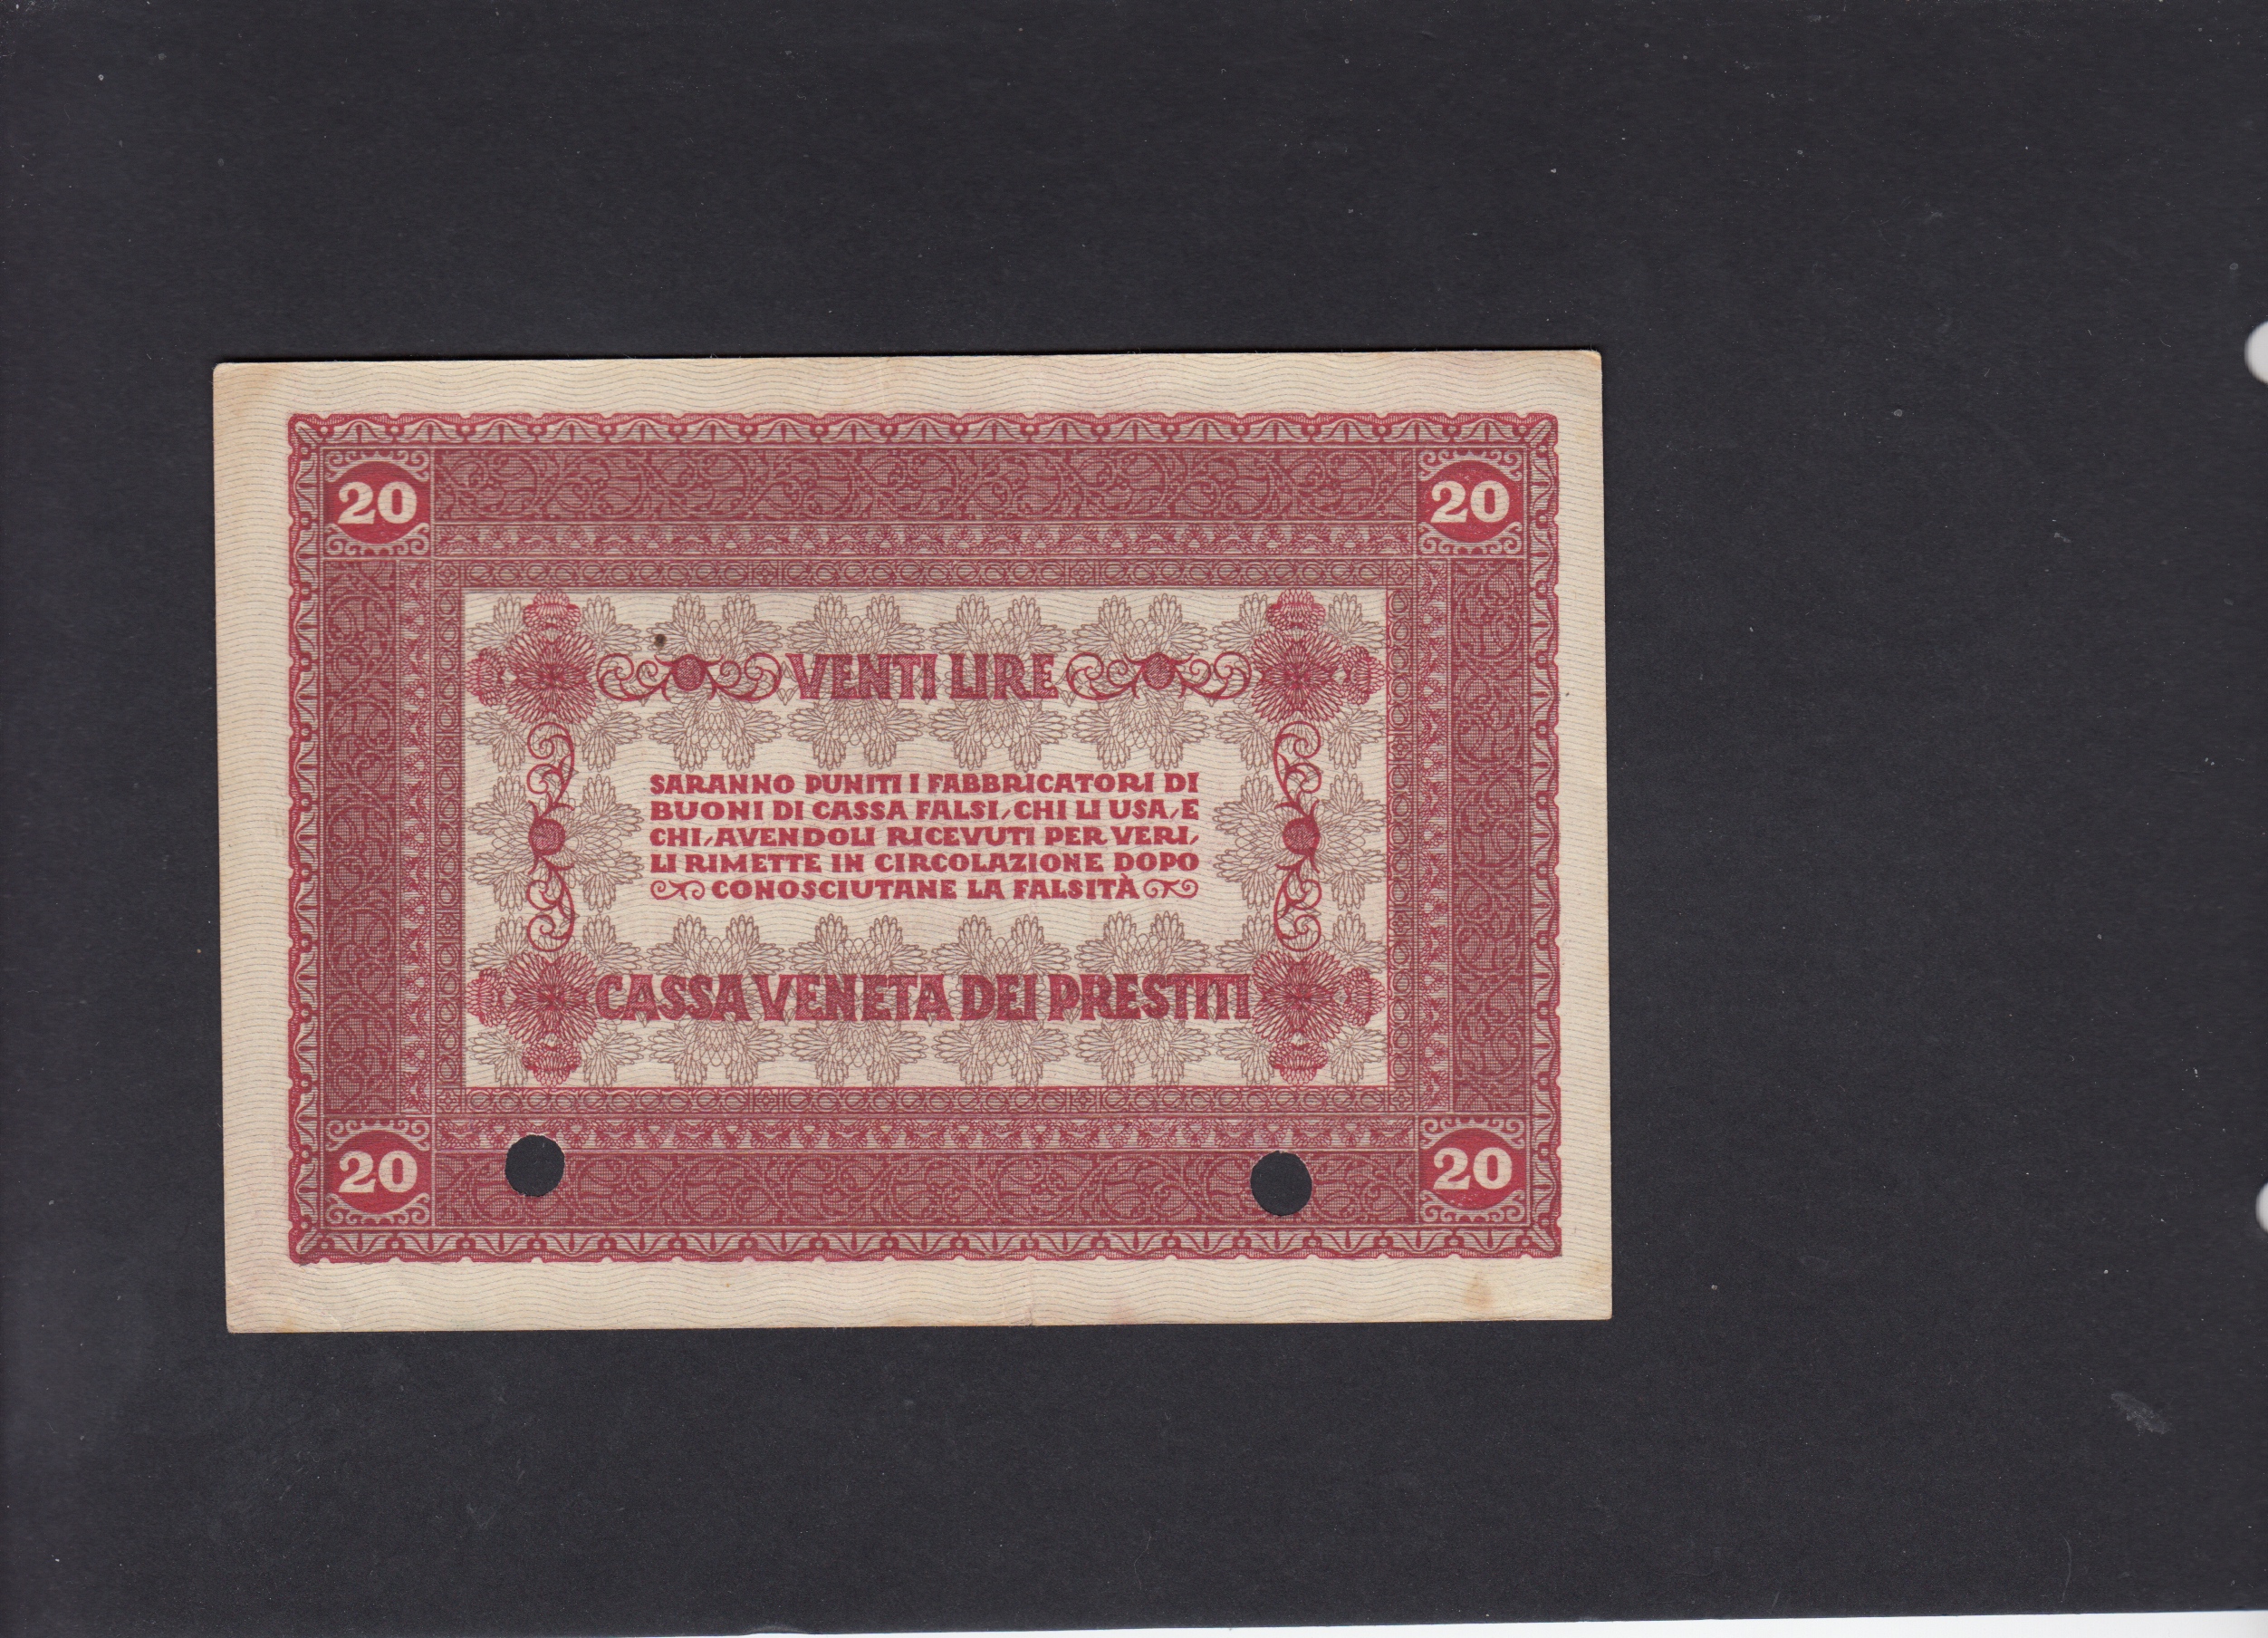 20 20
VENTI LIRE
SARANNO PUNITI I FABBRICATORI DI
BUONI DI CASSA FALSI, CHI LI USA, E
CHI, AVENDOLI RICEVUTI PER VERI,
LI RIMETTE IN CIRCOLAZIONE DOPO
CONOSCIUTANE LA FALSITÀ
CASSA VENETA DEI PRESTITI
20 20